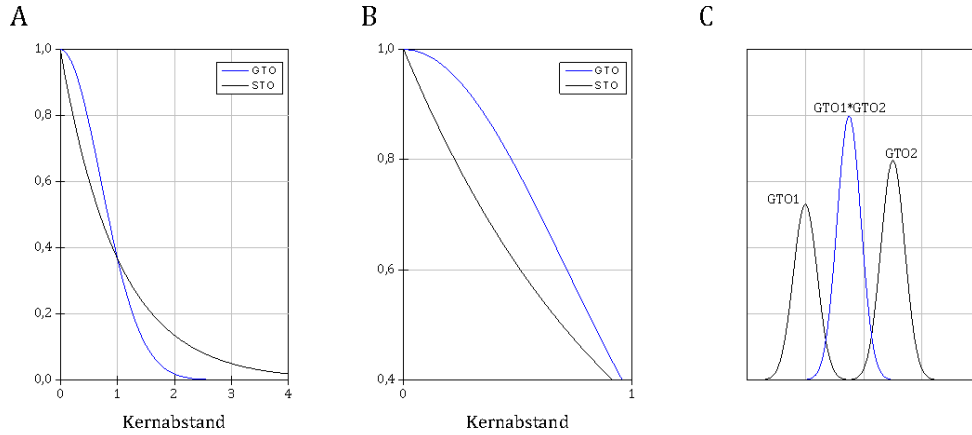 A
1,0
0,8
0,6
0,4
0,2
0,0
0
1
2
3
4
GTO
STO
Kernabstand
B
1,0
0,8
0,6
0,4
0
1
GTO
STO
Kernabstand
C
GTO1*GTO2
GTO2
GTO1